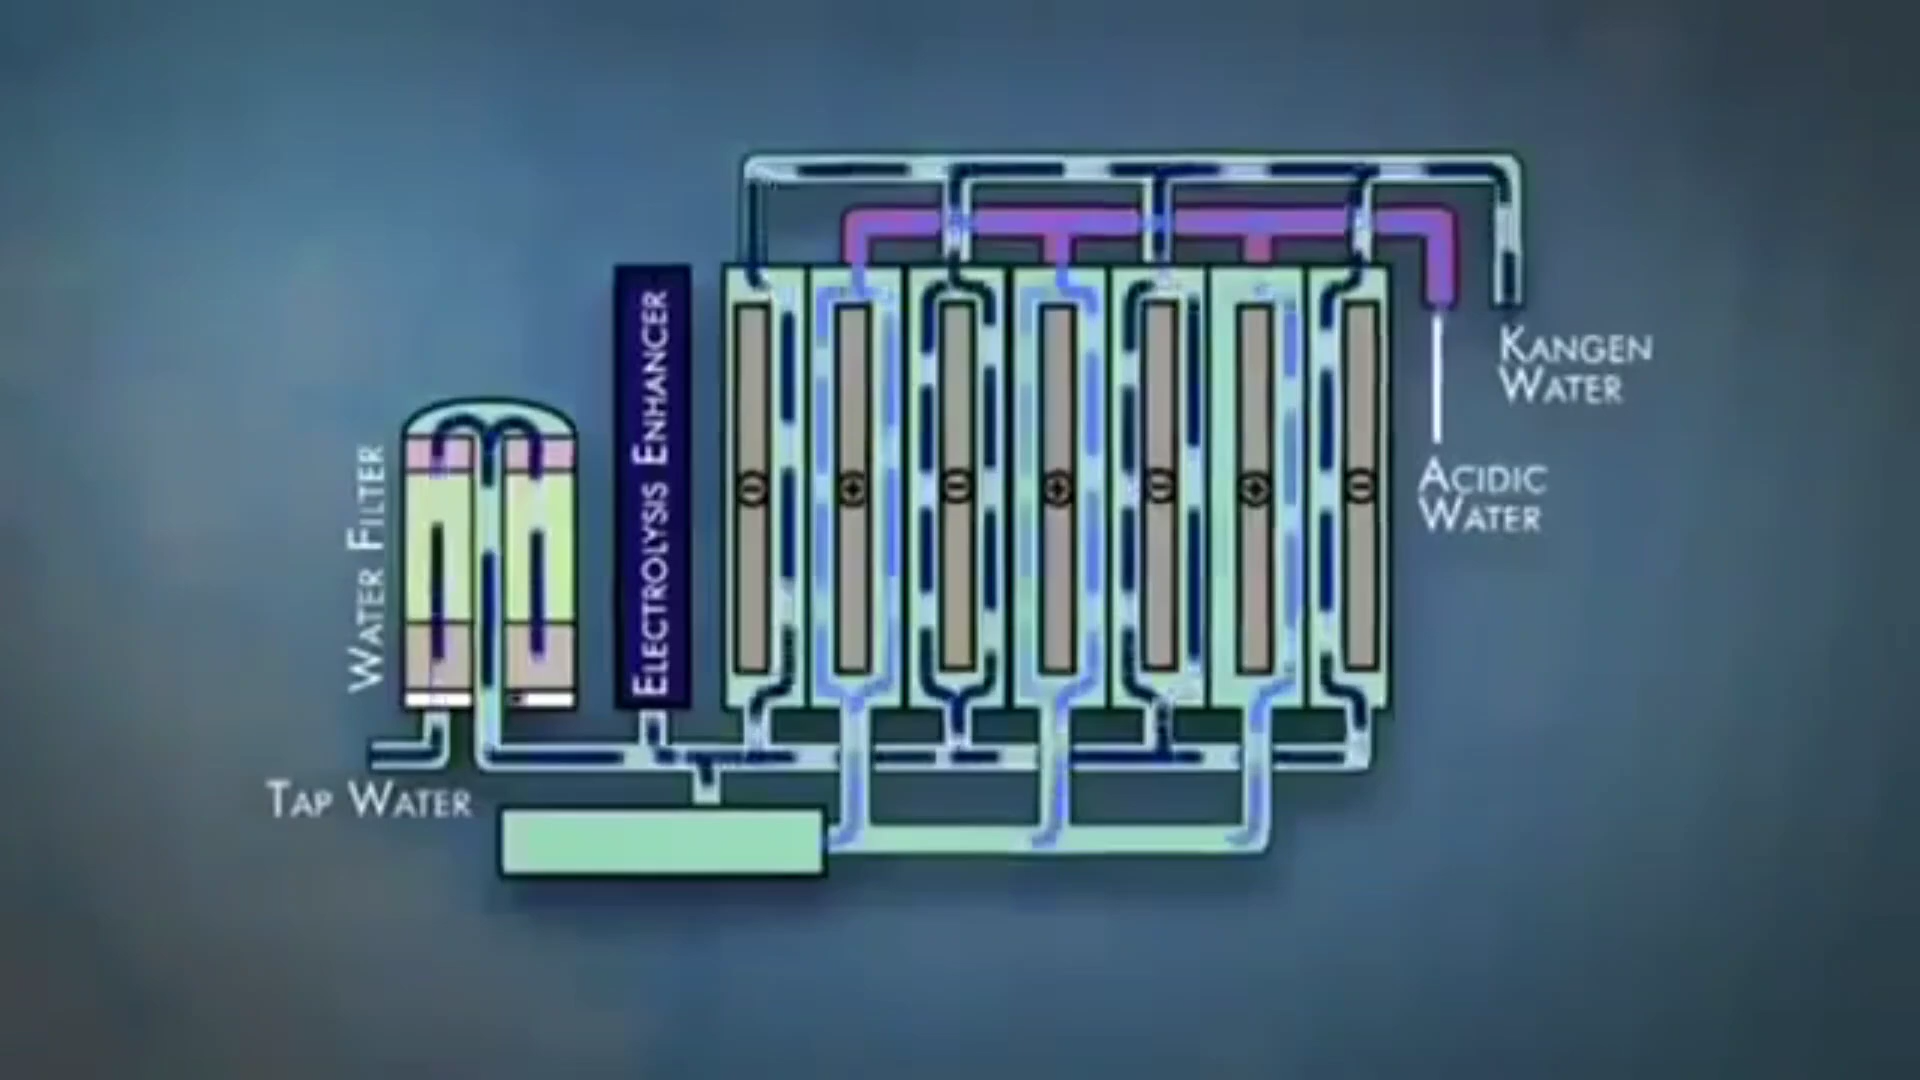 Kangen
Water
Acidic
Water
Electrolysis Enhancer
Water Filter
Tap Water